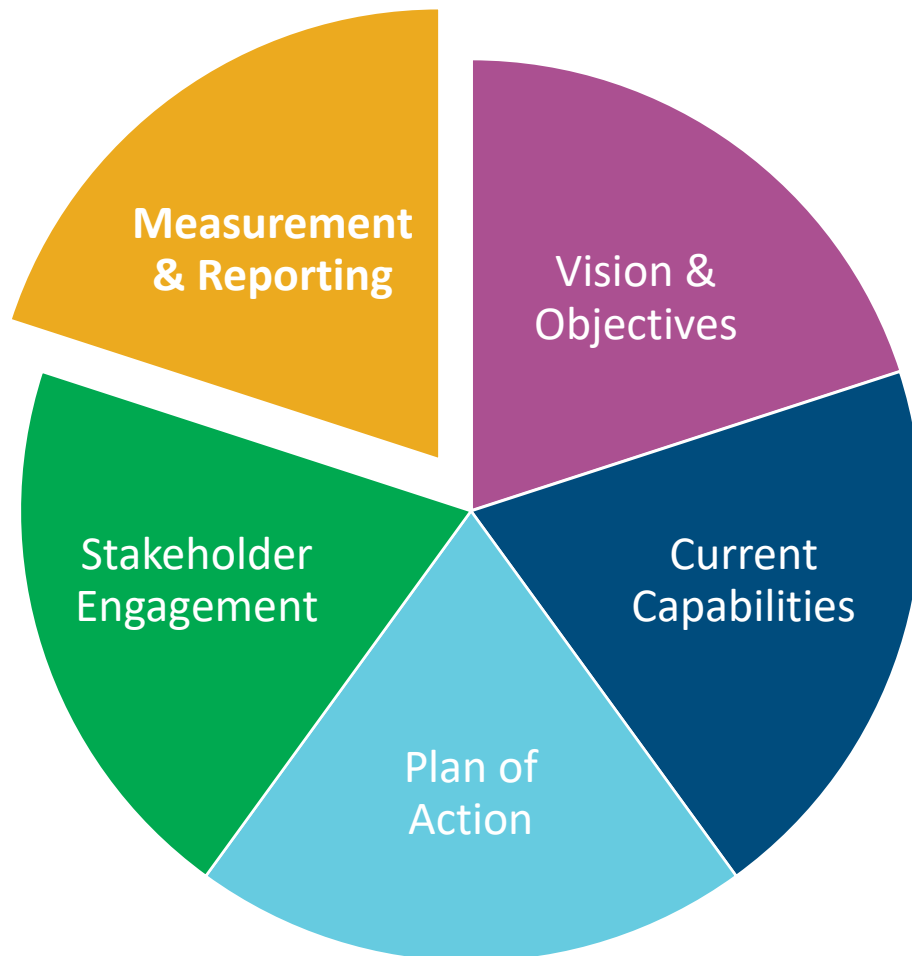 Measurement
& Reporting
Vision &
Objectives
Current
Capabilities
Plan of
Action
Stakeholder
Engagement